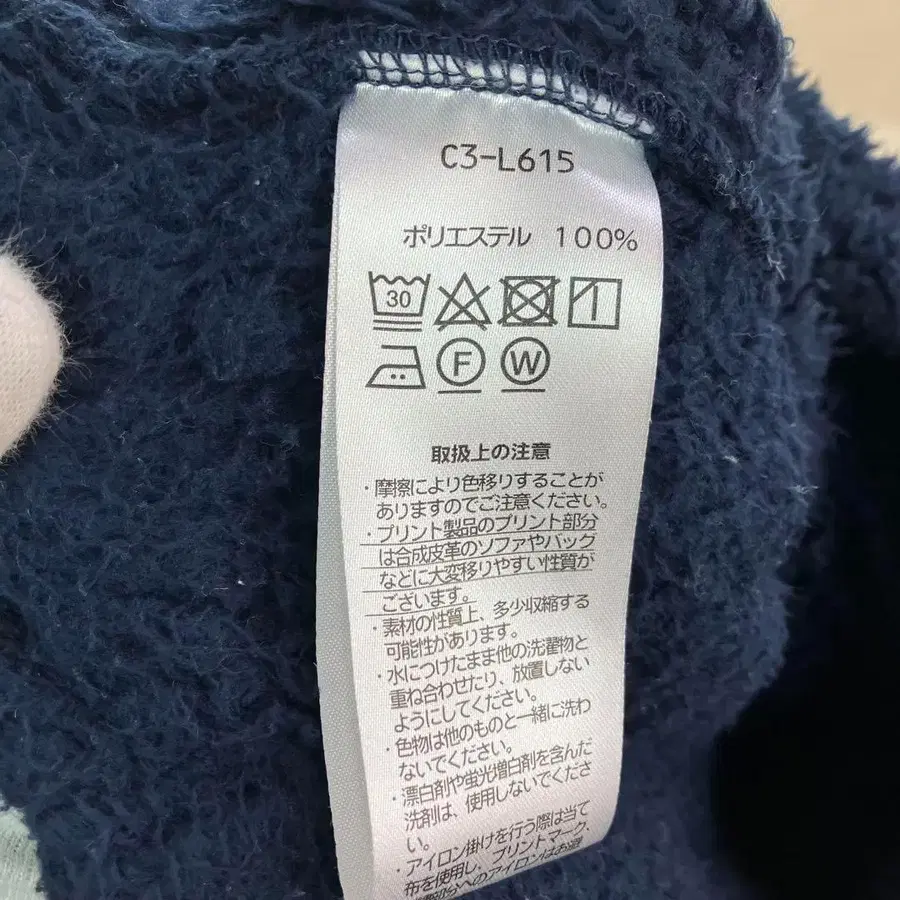 C3-L615
ポリエステル 100%
30
F W
取扱上の注意
・摩擦により色移りすることが
ありますのでご注意ください。
・プリント製品のプリント部分
は合成皮革のソファやバッグ
などに大変移りやすい性質が
ございます。
・素材の性質上、多少収縮する
可能性があります。
・水につけたまま他の洗濯物と
重ね合わせたり、放置しない
ようにしてください。
・色物は他のものと一緒に洗わ
ないでください。
・漂白剤や蛍光増白剤を含んだ
洗剤は、使用しないでくださ
い。
・アイロン掛けを行う際は当て
布を使用し、プリントマーク、
部分へのアイロンはお避